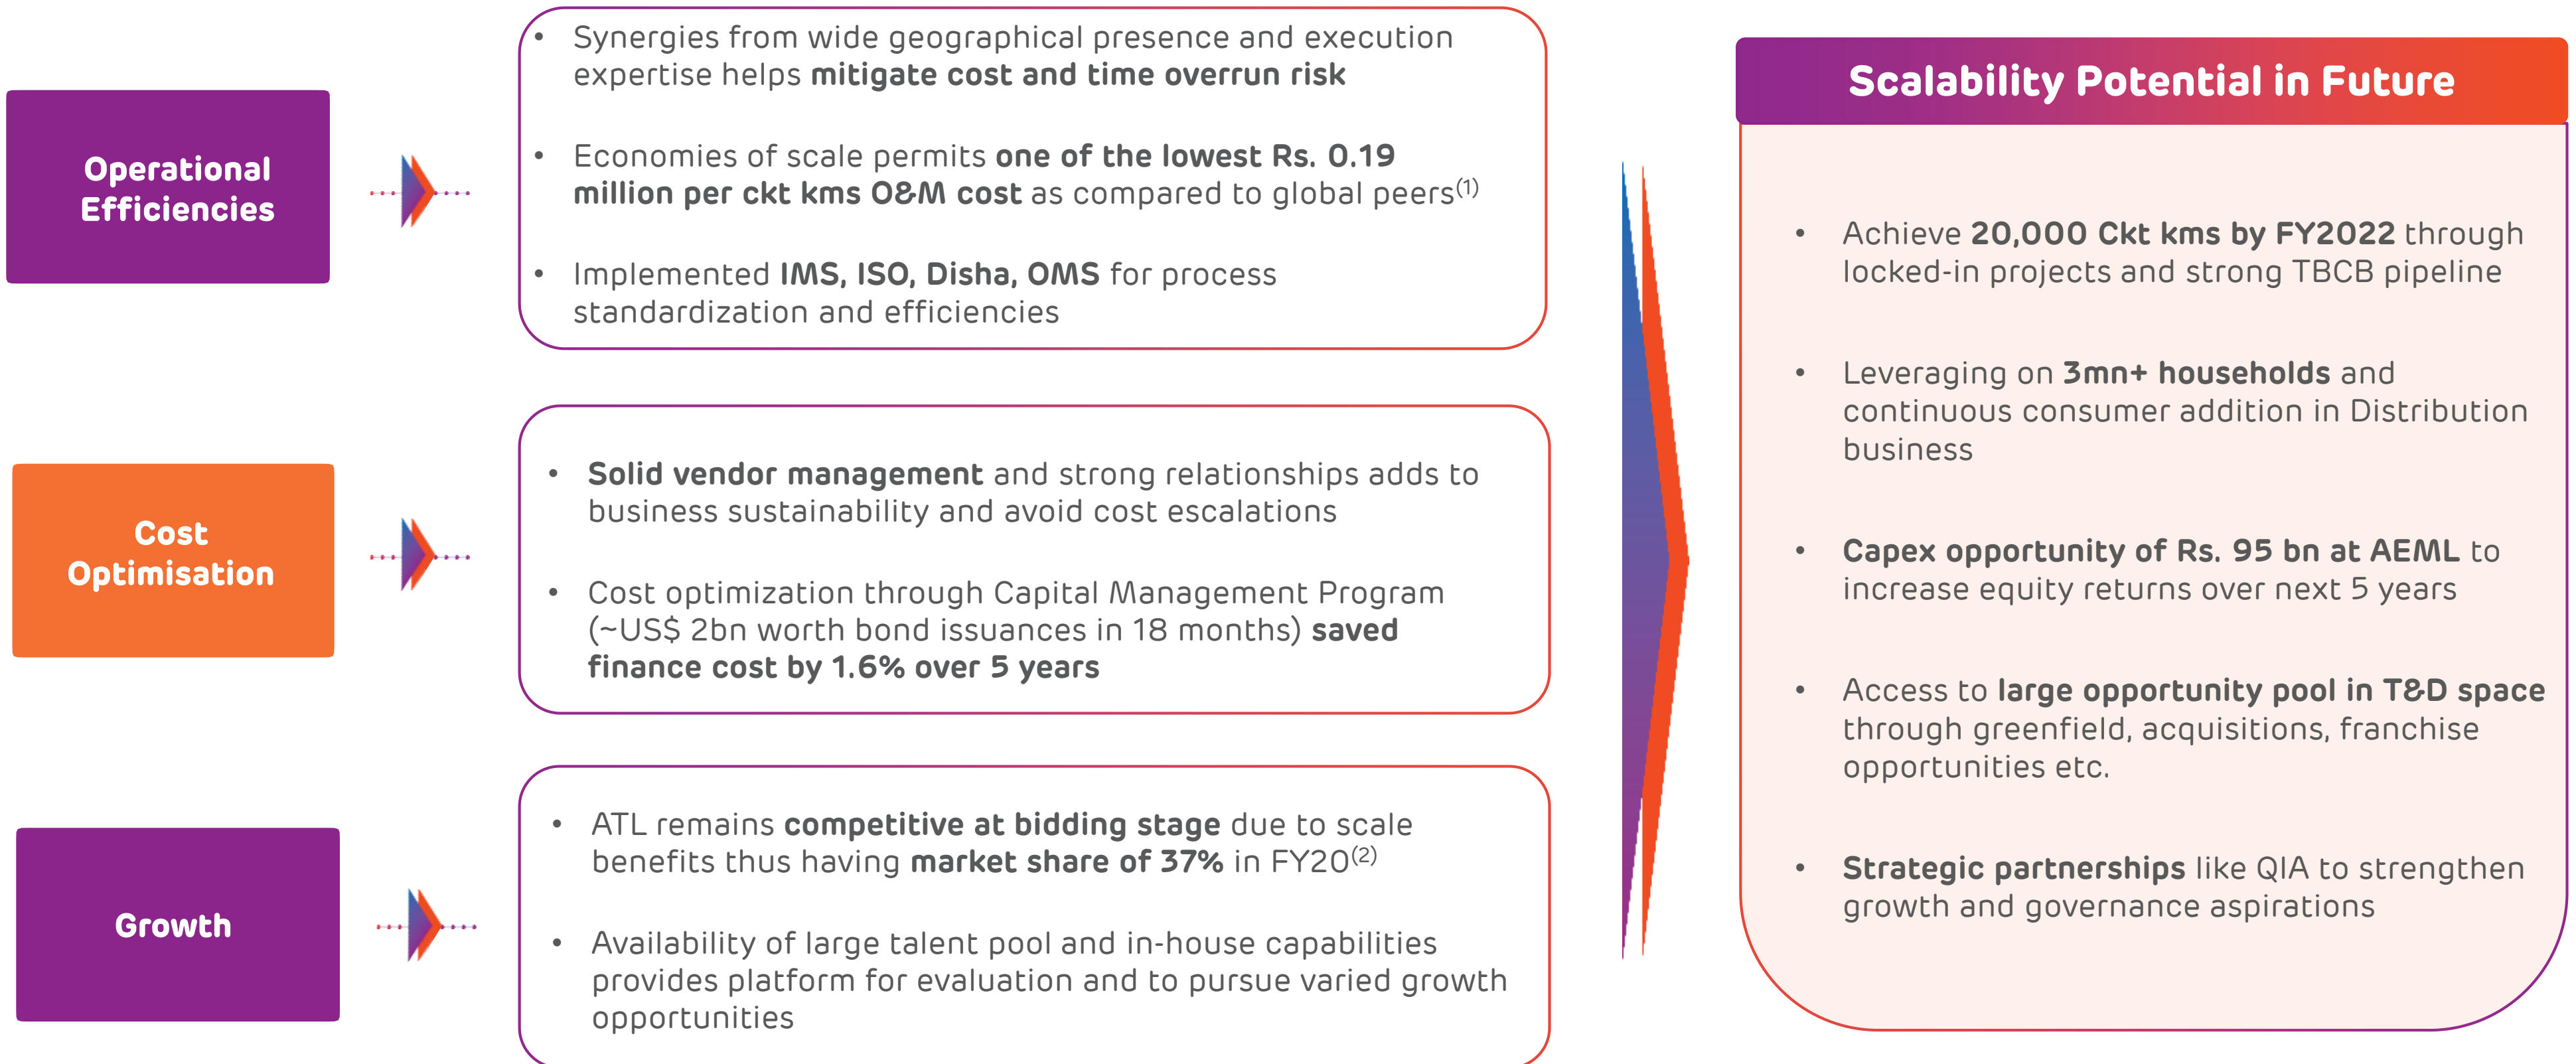 Operational
Efficiencies
• Synergies from wide geographical presence and execution
expertise helps mitigate cost and time overrun risk
• Economies of scale permits one of the lowest Rs. 0.19
million per ckt kms O&M cost as compared to global peers(1)
• Implemented IMS, ISO, Disha, OMS for process
standardization and efficiencies
Cost
Optimisation
• Solid vendor management and strong relationships adds to
business sustainability and avoid cost escalations
• Cost optimization through Capital Management Program
(~US$ 2bn worth bond issuances in 18 months) saved
finance cost by 1.6% over 5 years
Growth
• ATL remains competitive at bidding stage due to scale
benefits thus having market share of 37% in FY20(2)
• Availability of large talent pool and in-house capabilities
provides platform for evaluation and to pursue varied growth
opportunities
Scalability Potential in Future
• Achieve 20,000 Ckt kms by FY2022 through
locked-in projects and strong TBCB pipeline
• Leveraging on 3mn+ households and
continuous consumer addition in Distribution
business
• Capex opportunity of Rs. 95 bn at AEML to
increase equity returns over next 5 years
• Access to large opportunity pool in T&D space
through greenfield, acquisitions, franchise
opportunities etc.
• Strategic partnerships like QIA to strengthen
growth and governance aspirations